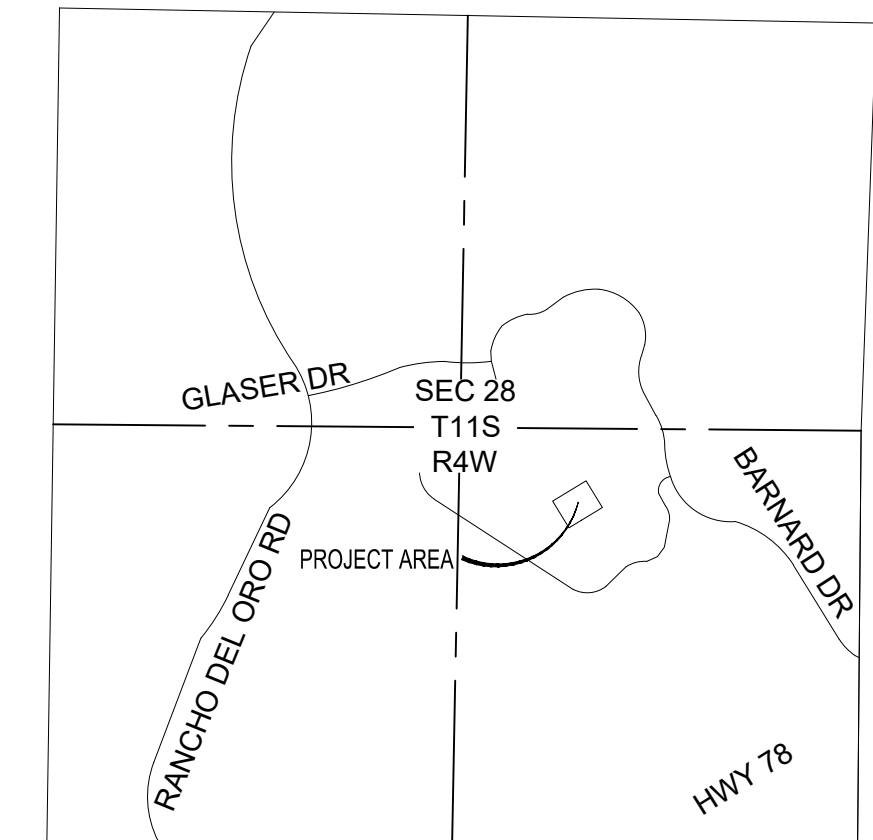 GLASER DR
SEC 28
T11S
R4W
BARNARD DR
PROJECT AREA
RANCHO DEL ORO RD
HWY 78